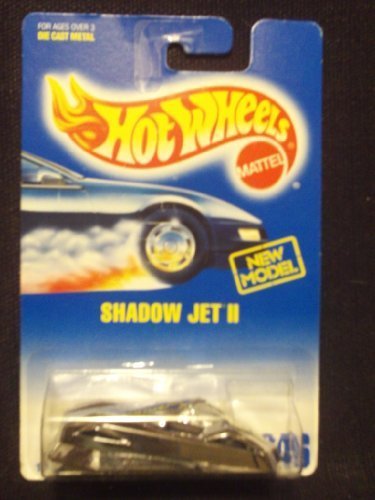 FOR AGES OVER 3
DIE CAST METAL
HOT WHEELS
MATTEL
NEW
MODEL
SHADOW JET II